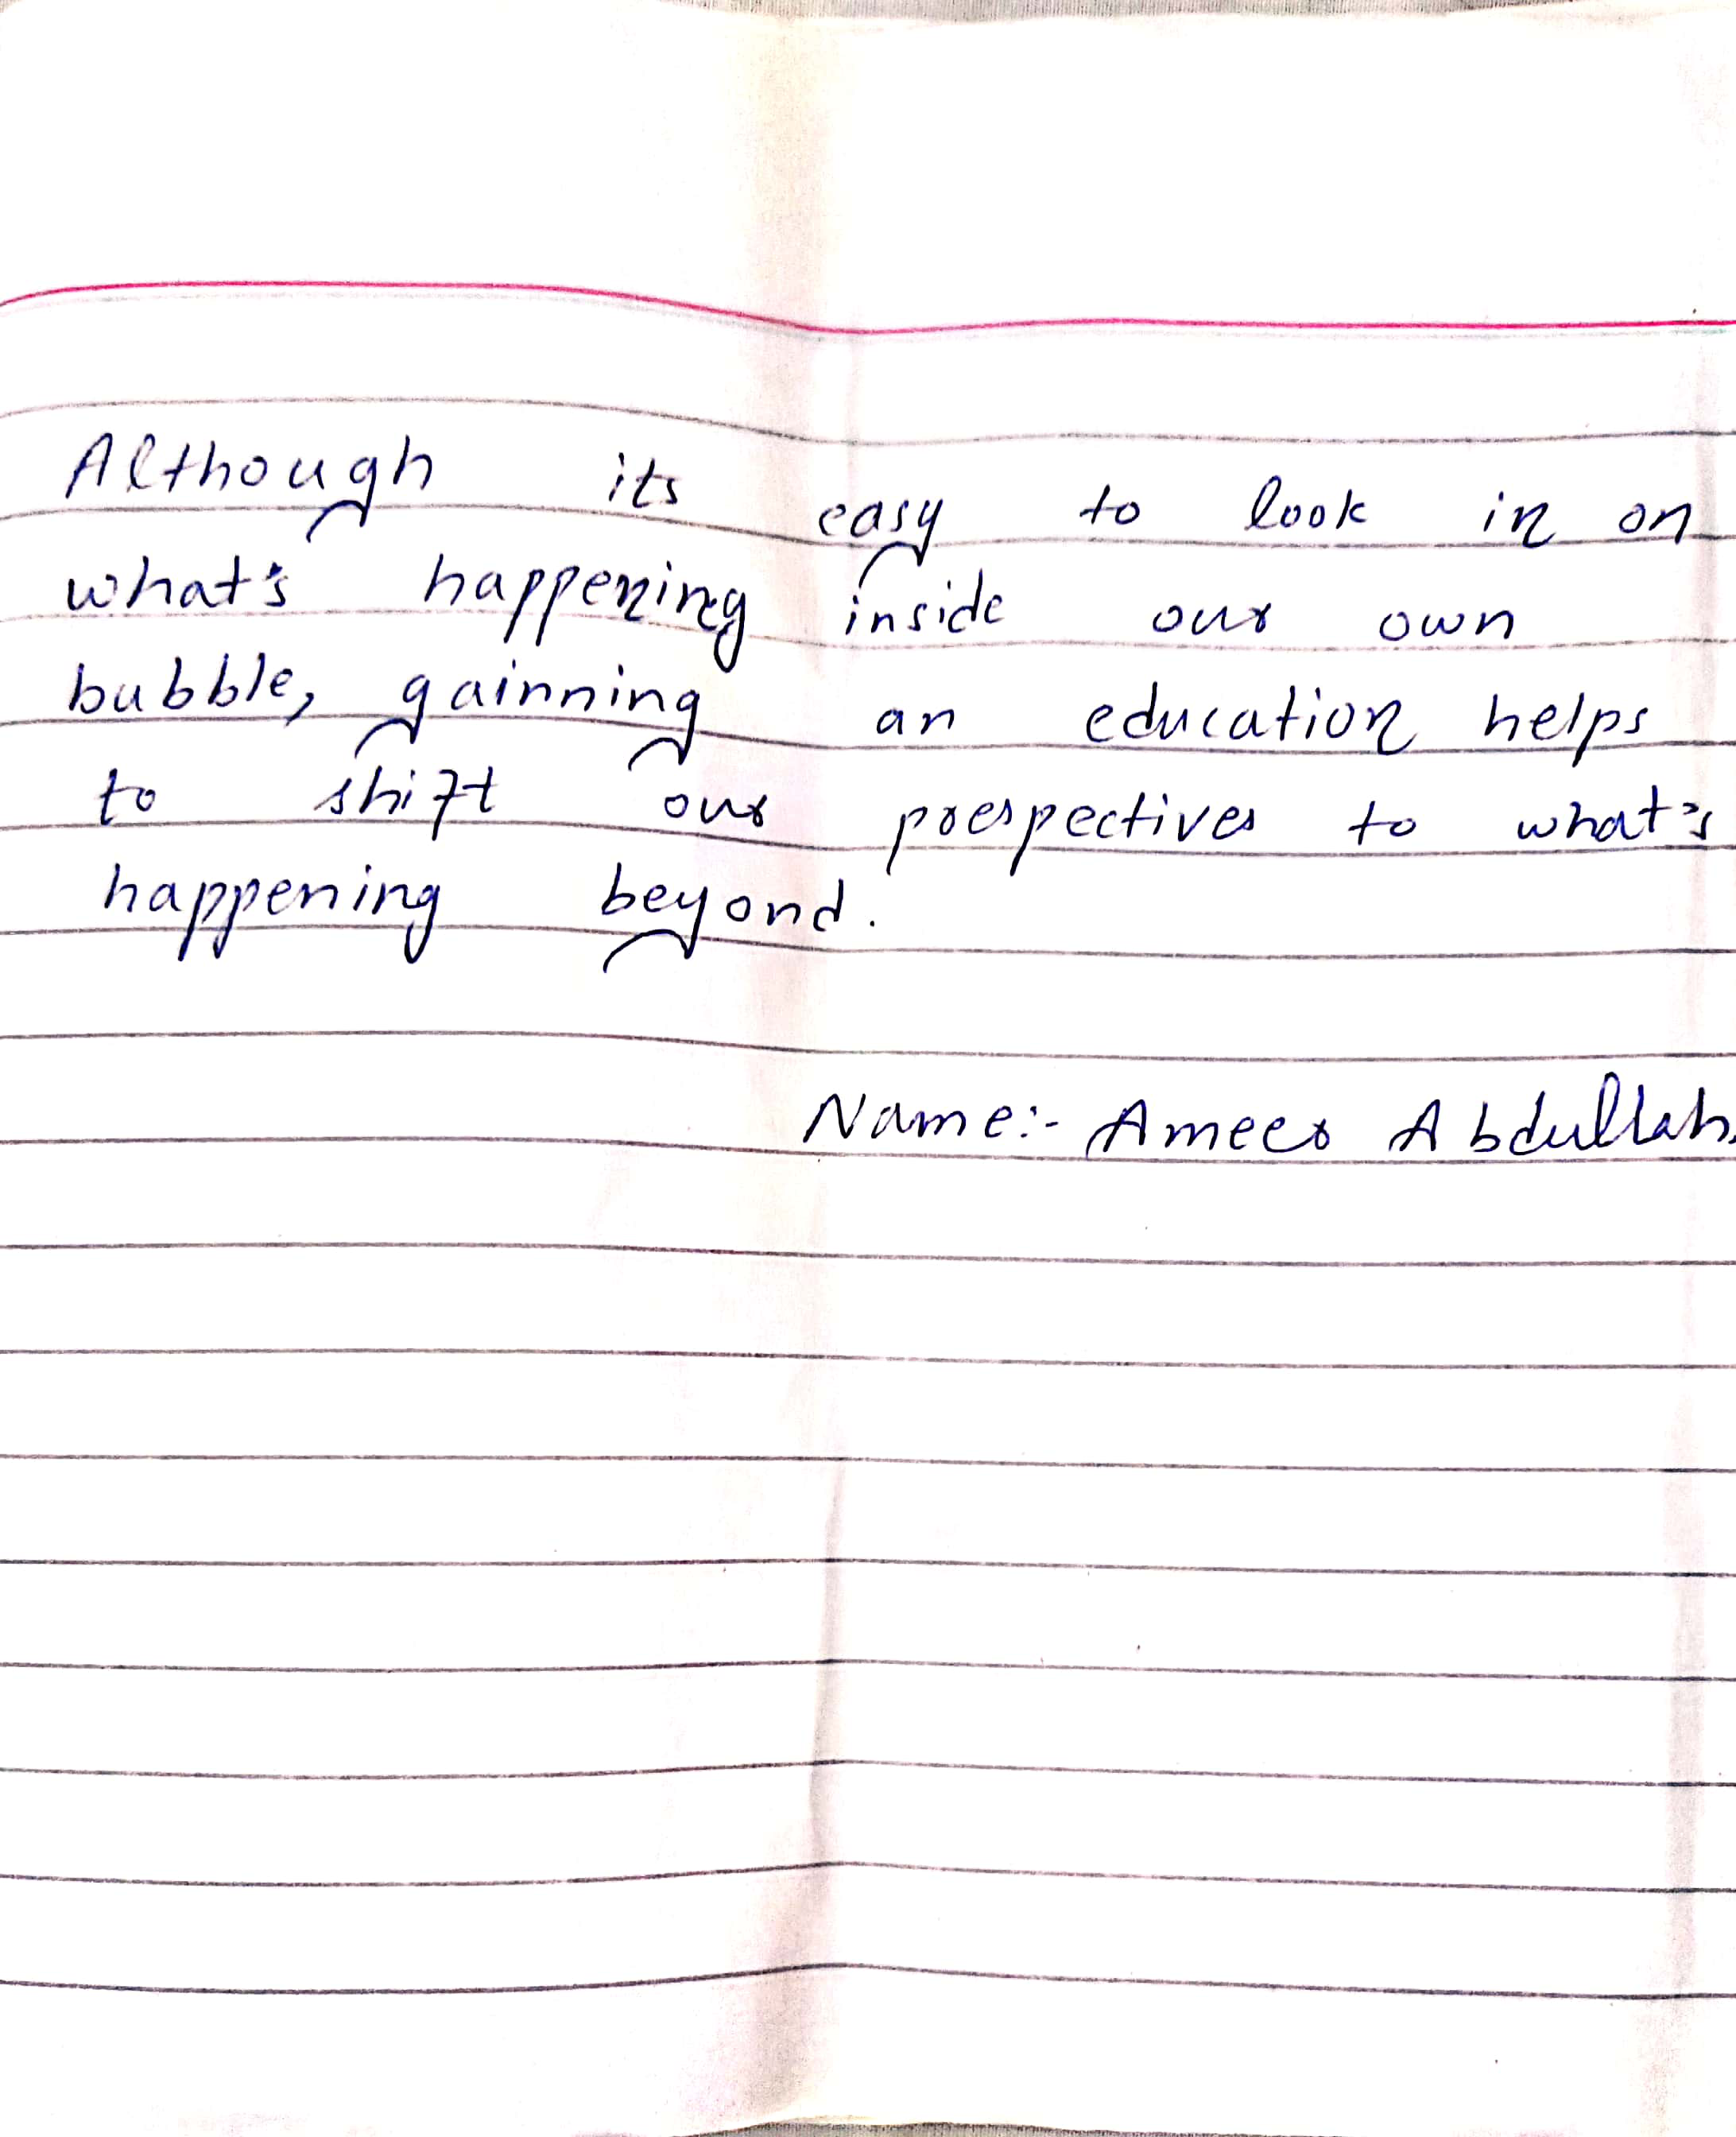 Although its easy to look in on
what's happening inside our own
bubble, gainning an education helps
to shift our prespectives to what's
happening beyond.
Name:- Ameer Abdullah